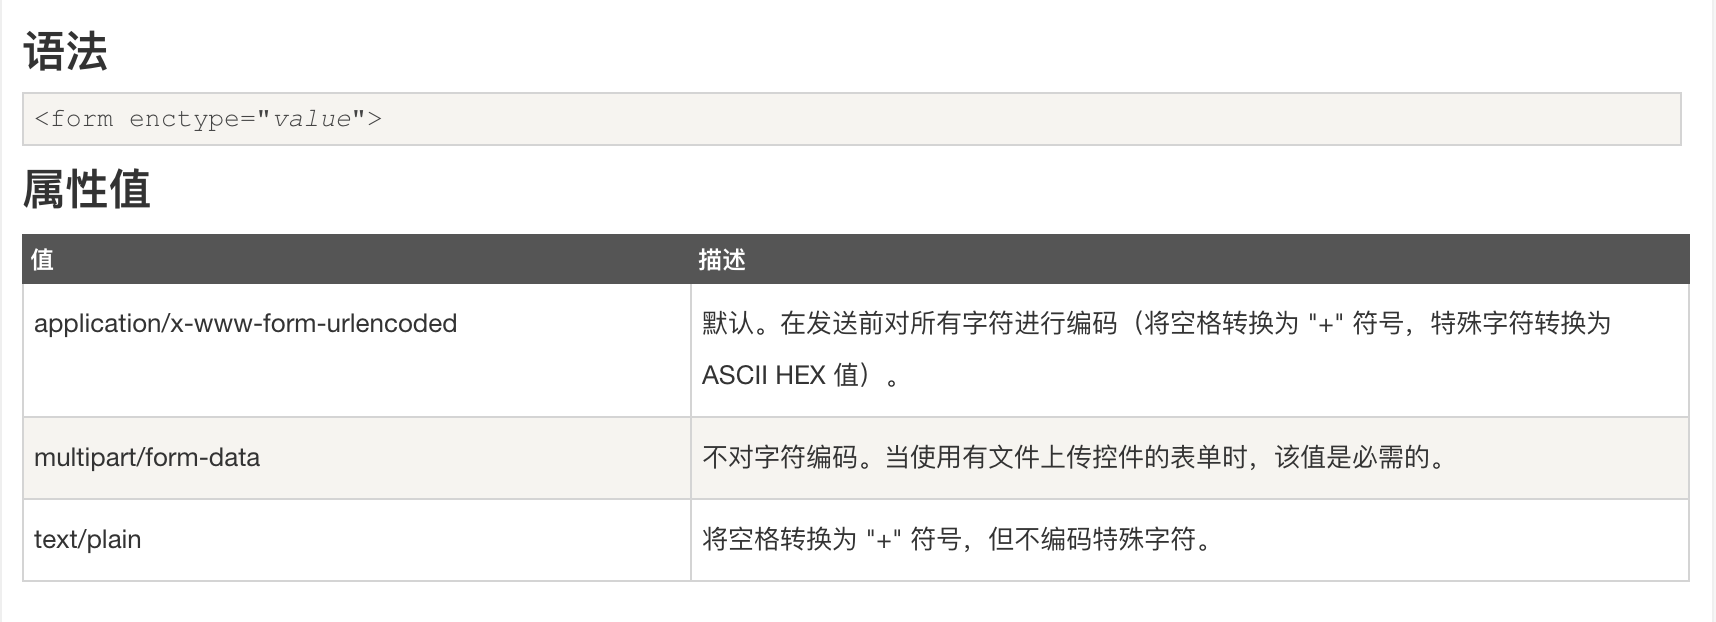 语法
<form enctype="value">
属性值
值 描述
application/x-www-form-urlencoded 默认。在发送前对所有字符进行编码（将空格转换为 "+" 符号，特殊字符转换为
ASCII HEX 值）。
multipart/form-data 不对字符编码。当使用有文件上传控件的表单时，该值是必需的。
text/plain 将空格转换为 "+" 符号，但不编码特殊字符。